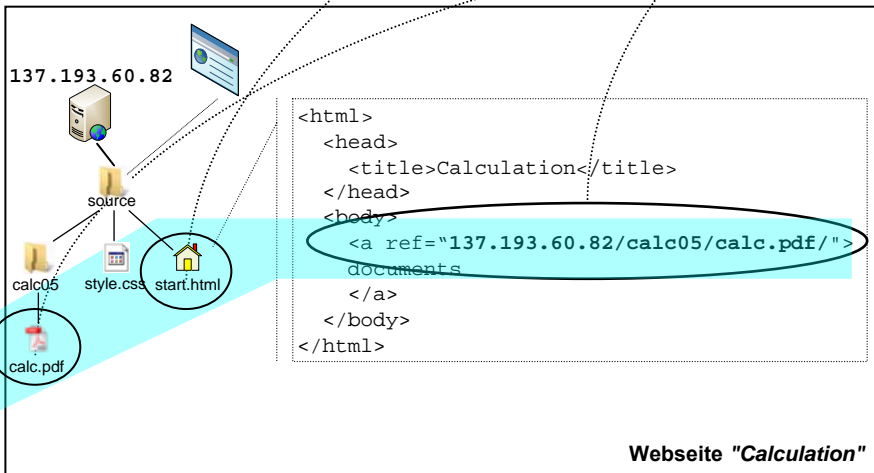 137.193.60.82
source
calc05
style.css
start.html
calc.pdf
<html>
<head>
<title>Calculation</title>
</head>
<body>
<a ref=“137.193.60.82/calc05/calc.pdf/">
documents
</a>
</body>
</html>
Webseite "Calculation"